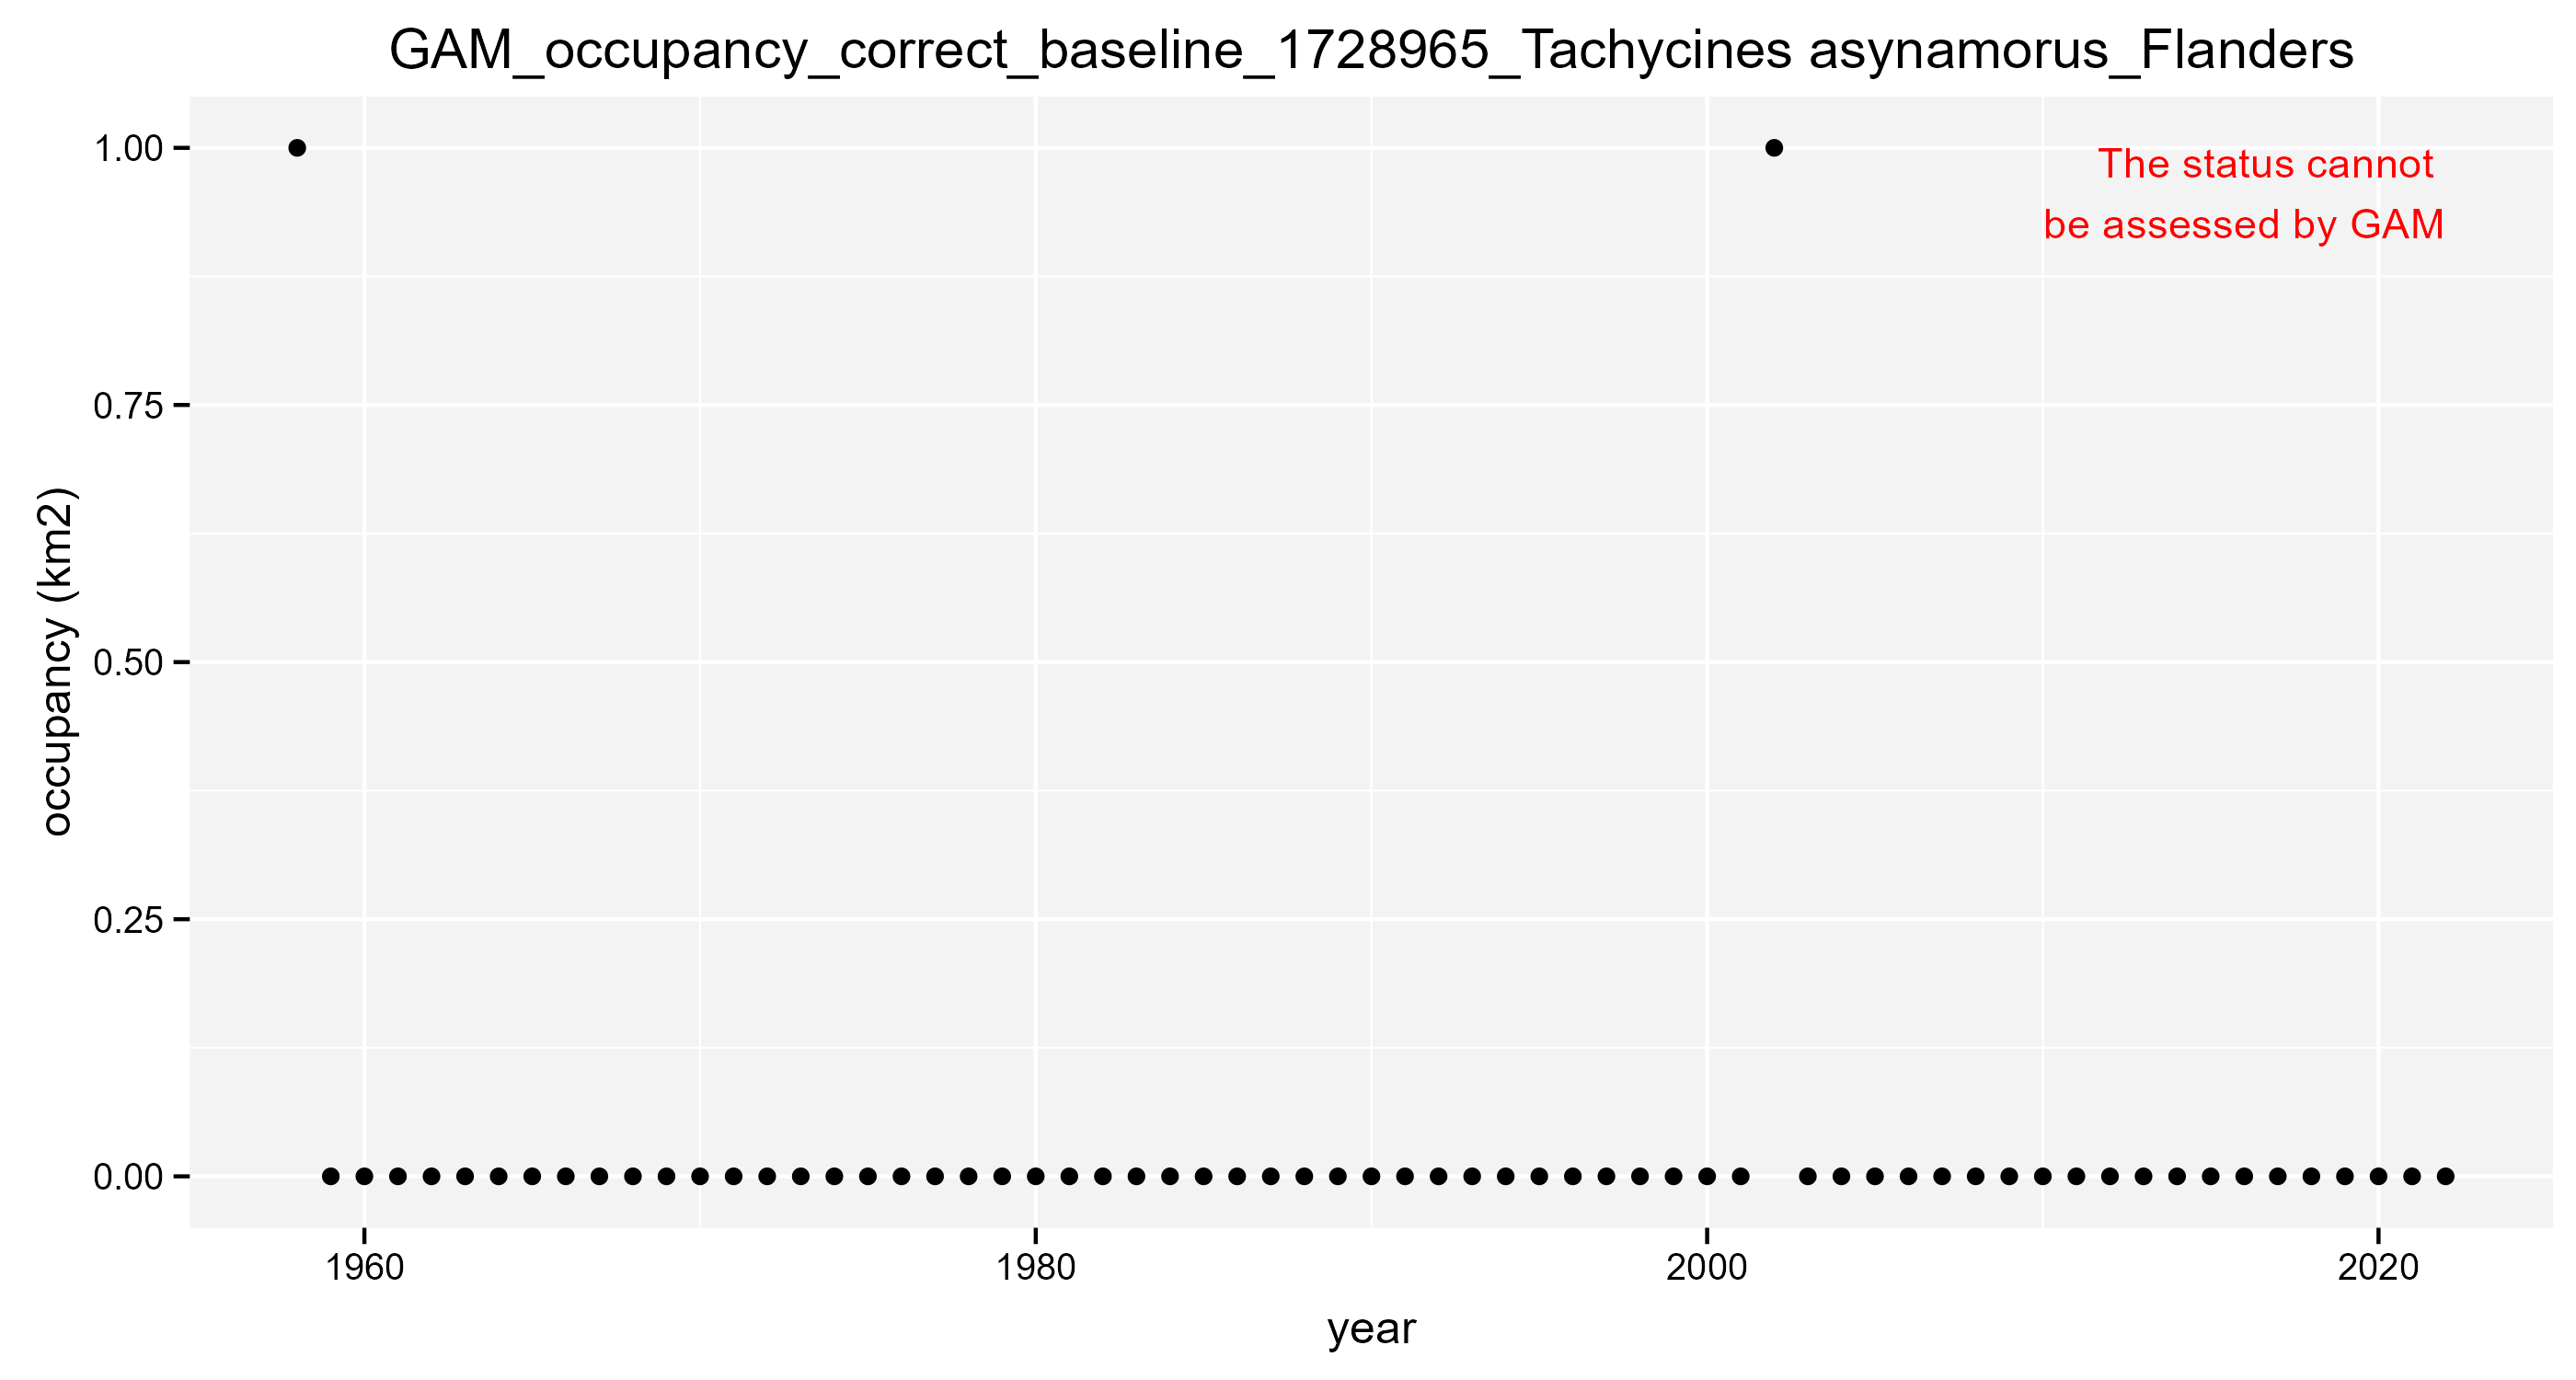 GAM_occupancy_correct_baseline_1728965_Tachycines asynamorus_Flanders
The status cannot
be assessed by GAM
occupancy (km2)
1.00
0.75
0.50
0.25
0.00
1960
1980
2000
2020
year